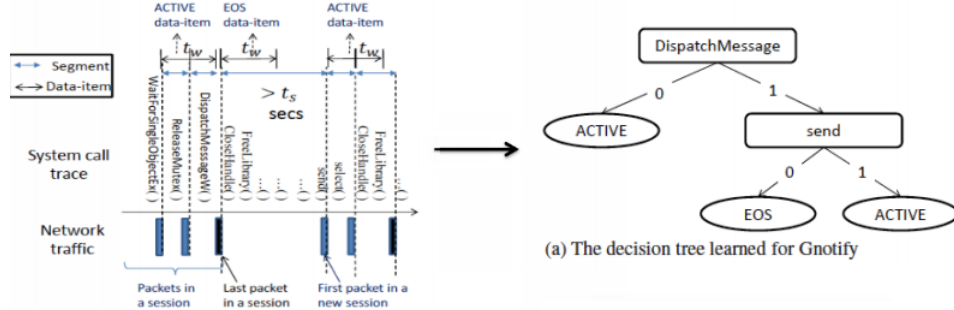 ACTIVE
data-item
EOS
data-item
ACTIVE
data-item
tw
tw
tw
Segment
Data-item
> ts
secs
System call
trace
WaitForSingleObjectEx( )
ReleaseMutex( )
DispatchMessageW( )
CloseHandle( )
FreeLibrary( )
...( )
...( )
...( )
send( )
select( )
CloseHandle( )
FreeLibrary( )
...( )
Network
traffic
Packets in
a session
Last packet
in a session
First packet in a
new session
DispatchMessage
0
1
ACTIVE
send
0
1
EOS
ACTIVE
(a) The decision tree learned for Gnotify